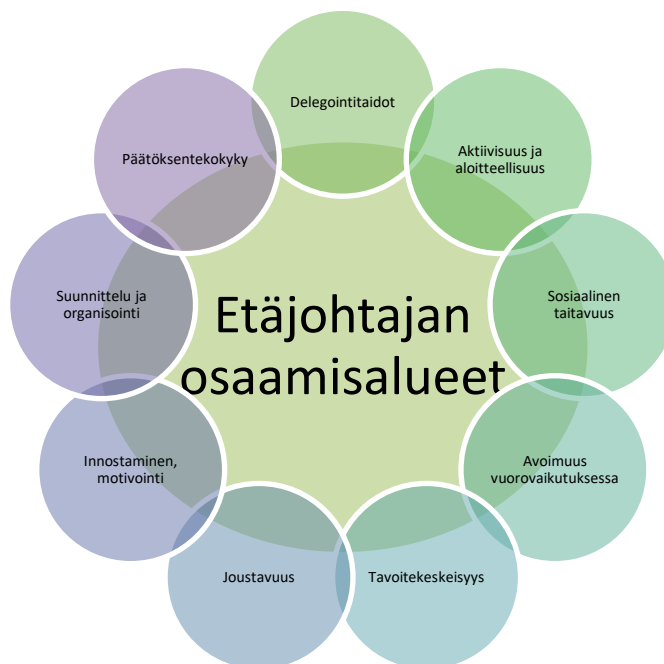 Delegointitaidot
Aktiivisuus ja
aloitteellisuus
Sosiaalinen
taitavuus
Avoimuus
vuorovaikutuksessa
Tavoitekeskeisyys
Joustavuus
Innostaminen,
motivointi
Suunnittelu ja
organisointi
Päätöksentekokyky
Etäjohtajan
osaamisalueet